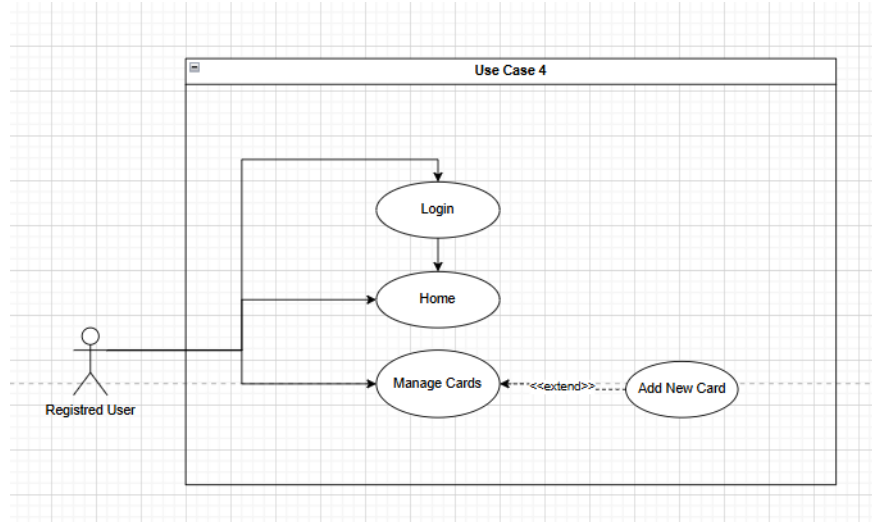 Use Case 4
Login
Home
Manage Cards
<<extend>>
Add New Card
Registred User